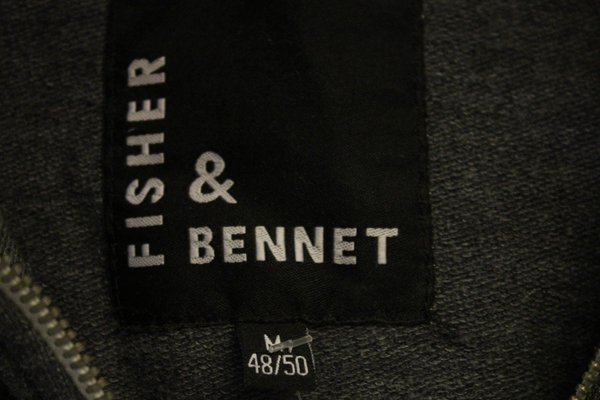 FISHER
&
BENNET
M
48/50